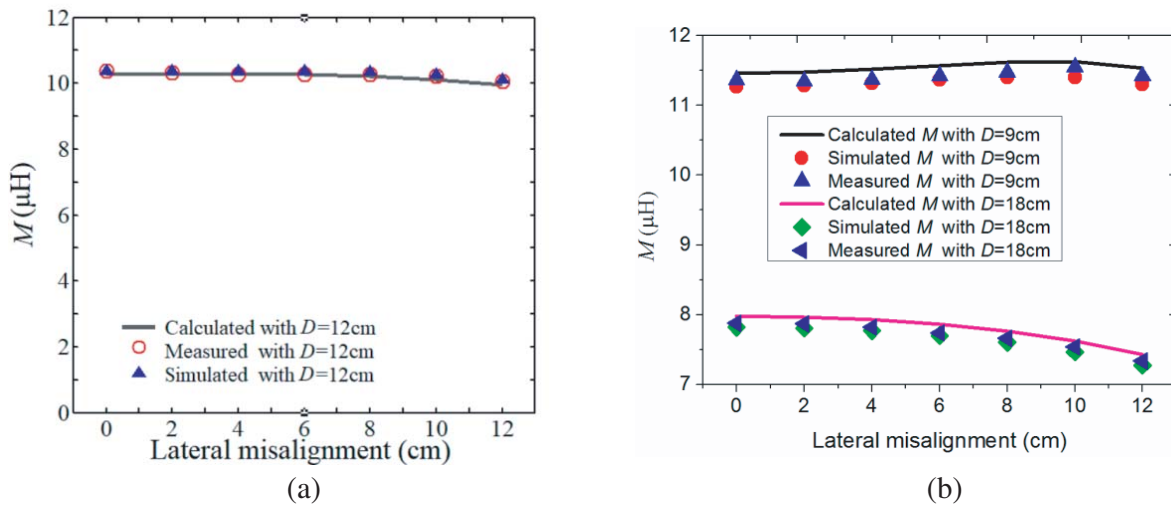 12
10
8
6
4
2
0
M (μH)
Calculated with D=12cm
Measured with D=12cm
Simulated with D=12cm
0 2 4 6 8 10 12
Lateral misalignment (cm)
(a)
12
11
10
9
8
7
M (μH)
Calculated M with D=9cm
Simulated M with D=9cm
Measured M with D=9cm
Calculated M with D=18cm
Simulated M with D=18cm
Measured M with D=18cm
0 2 4 6 8 10 12
Lateral misalignment (cm)
(b)